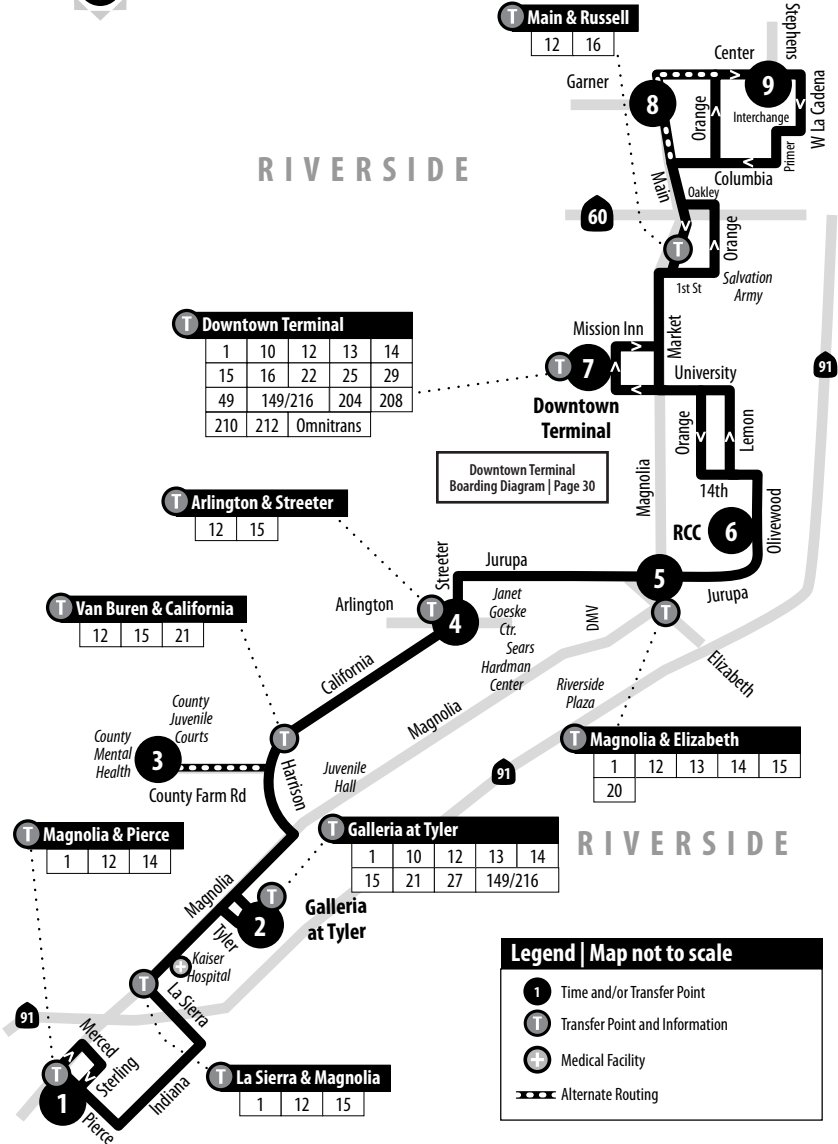 T Main & Russell
12 16
Stephens
Center
Garner
9
8
Interchange
Orange
W La Cadena
Primer
RIVERSIDE
Columbia
Main
Oakley
60
T
Orange
1st St
Salvation
Army
T Downtown Terminal
1 10 12 13 14
15 16 22 25 29
49 149/216 204 208
210 212 Omnitrans
Mission Inn
Market
91
T 7
University
Downtown
Terminal
Orange
Lemon
Downtown Terminal
Boarding Diagram | Page 30
Magnolia
14th
T Arlington & Streeter
12 15
RCC 6
Olivewood
Streeter
Jurupa
5
Jurupa
T Van Buren & California
12 15 21
Arlington
T
4
Janet
Goeske
Ctr.
Sears
Hardman
Center
DMV
T
Elizabeth
California
Magnolia
Riverside
Plaza
County
Juvenile
Courts
County
Mental
Health
3
T
County Farm Rd
Harrison
Juvenile
Hall
91
T Magnolia & Elizabeth
1 12 13 14 15
20
T Magnolia & Pierce
1 12 14
T Galleria at Tyler
1 10 12 13 14
15 21 27 149/216
RIVERSIDE
Magnolia
T
2
Tyler
Galleria
at Tyler
Kaiser
Hospital
T
La Sierra
91
Merced
Sterling
T
1
Pierce
Indiana
T La Sierra & Magnolia
1 12 15
Legend | Map not to scale
1 Time and/or Transfer Point
T Transfer Point and Information
Medical Facility
Alternate Routing